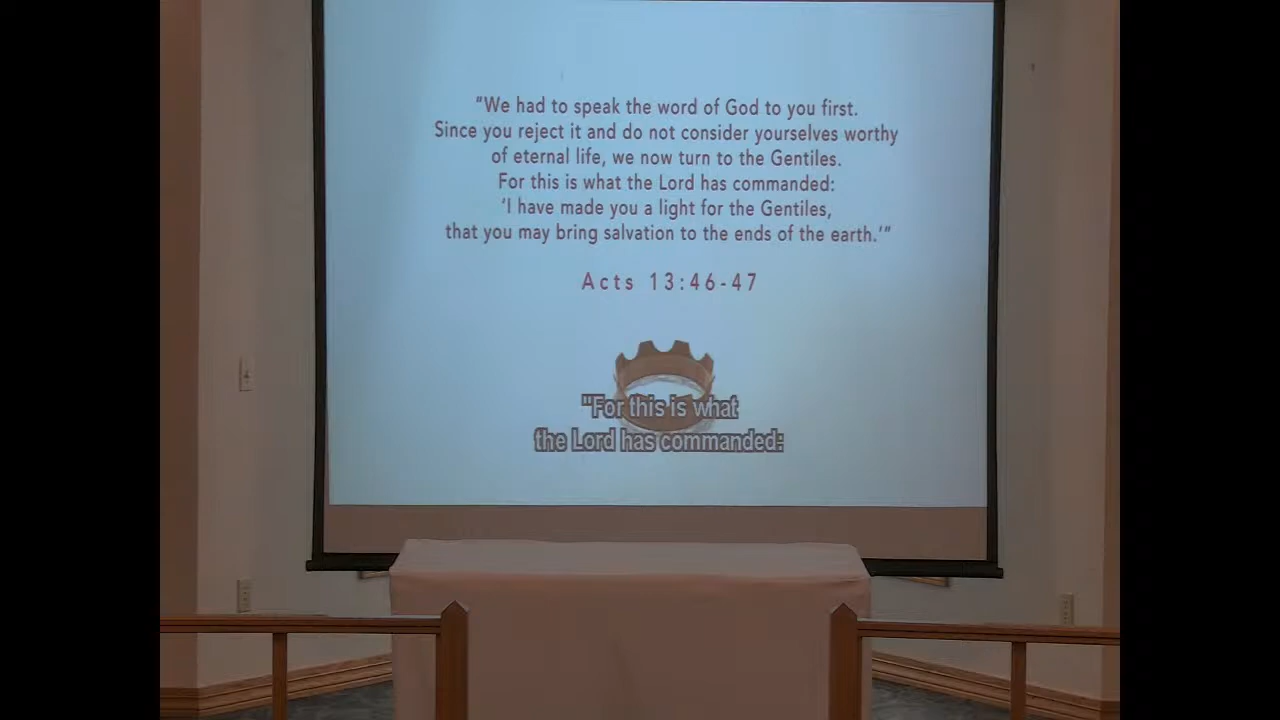 "We had to speak the word of God to you first.
Since you reject it and do not consider yourselves worthy
of eternal life, we now turn to the Gentiles.
For this is what the Lord has commanded:
'I have made you a light for the Gentiles,
that you may bring salvation to the ends of the earth.'"
Acts 13:46-47
"For this is what
the Lord has commanded: